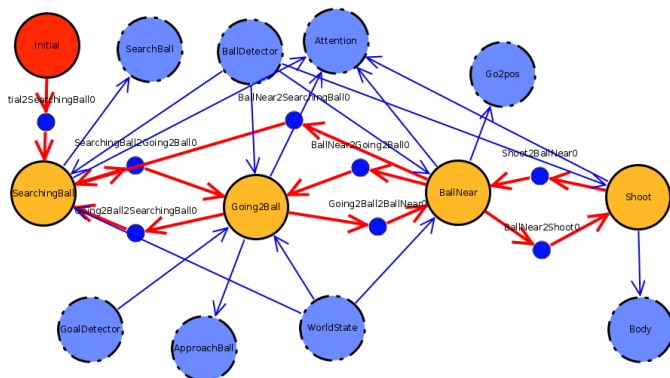 Initial
SearchBall
BallDetector
Attention
Go2pos
tial2SearchingBall0
BallNear2SearchingBall0
SearchingBall2Going2Ball0
BallNear2Going2Ball0
Shoot2BallNear0
SearchingBall
Going2Ball
BallNear
Shoot
Going2Ball2SearchingBall0
Going2Ball2BallNear0
BallNear2Shoot0
GoalDetector
ApproachBall
WorldState
Body